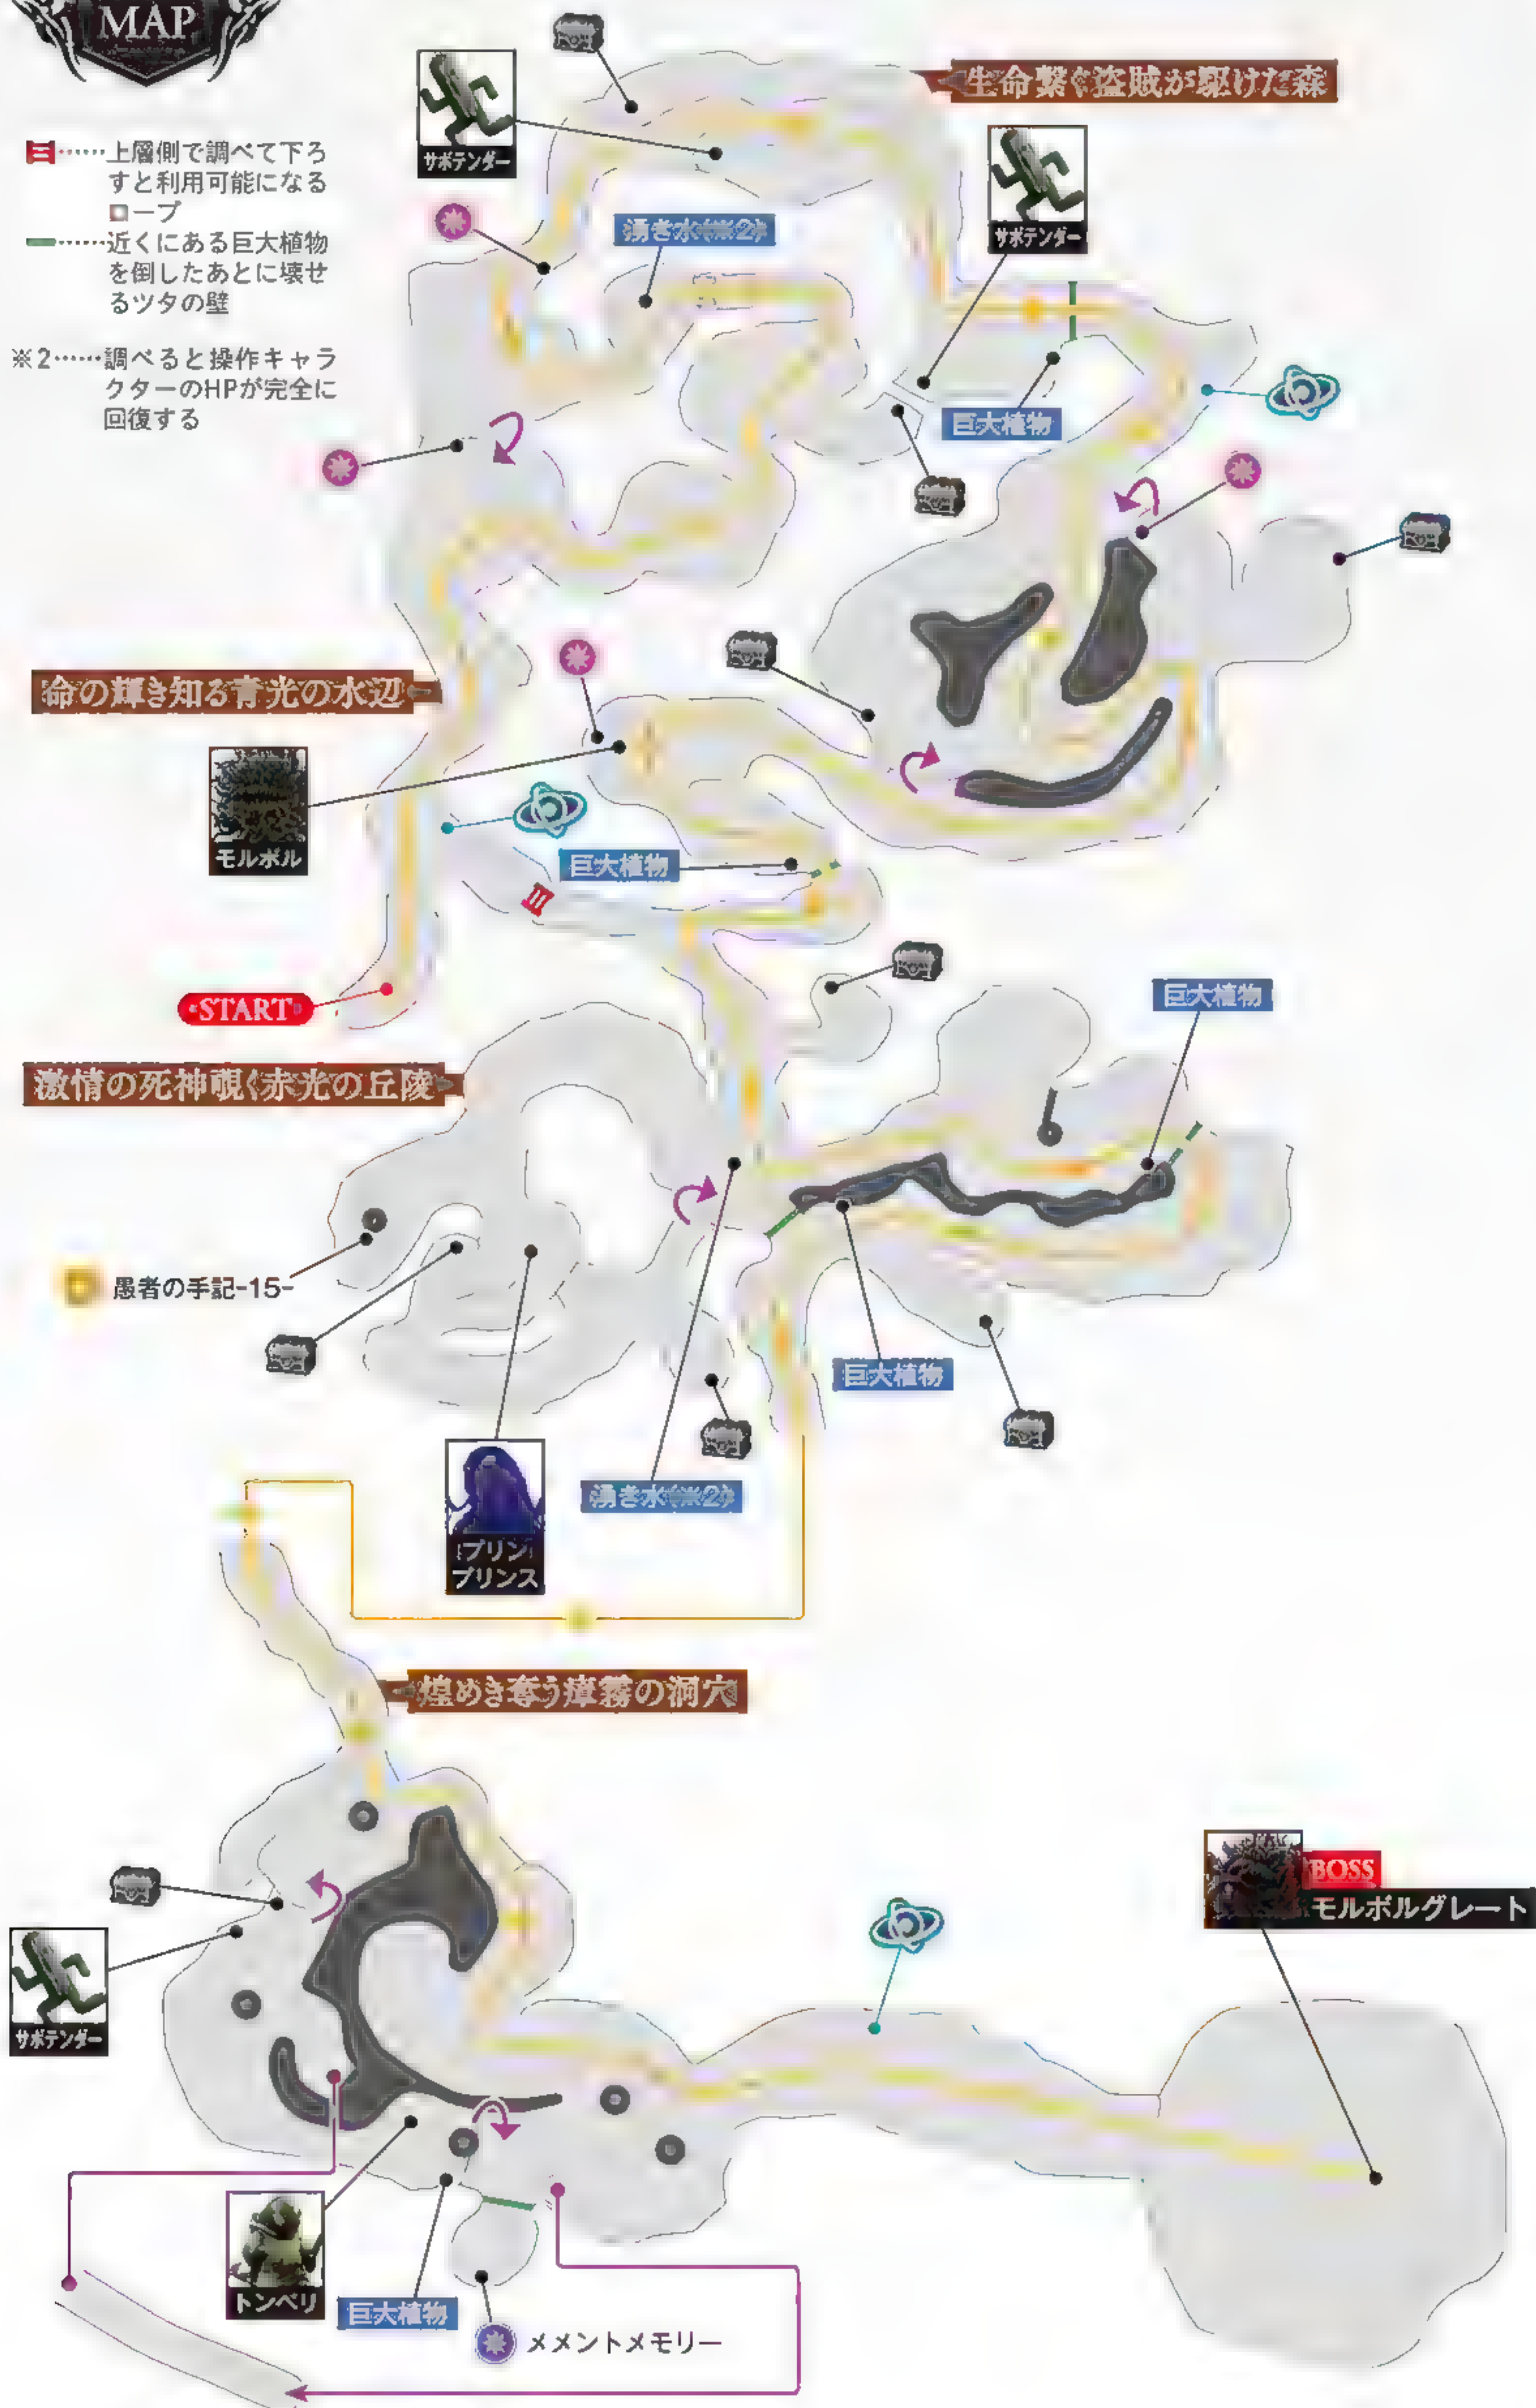 MAP
……上層側で調べて下ろ
すと利用可能になる
ロープ
……近くにある巨大植物
を倒したあとに壊せ
るツタの壁
※2……調べると操作キャラ
クターのHPが完全に
回復する
サボテンダー
生命繋ぐ盗賊が駆けた森
サボテンダー
湧き水(※2)
巨大植物
命の輝き知る青光の水辺
モルボル
巨大植物
START
巨大植物
激情の死神覗く赤光の丘陵
愚者の手記-15-
巨大植物
湧き水(※2)
プリン
プリンス
煌めき奪う瘴霧の洞穴
BOSS
モルボルグレート
サボテンダー
トンベリ
巨大植物
メメントメモリー